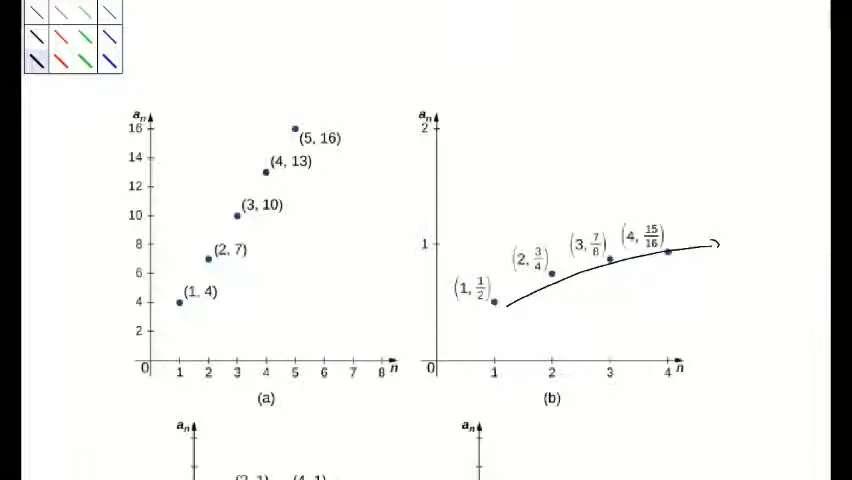 aₙ
16
14
12
10
8
6
4
2
0
1 2 3 4 5 6 7 8 n
(1, 4)
(2, 7)
(3, 10)
(4, 13)
(5, 16)
(a)
aₙ
2
1
0
1 2 3 4 n
(1, 1/2)
(2, 3/4)
(3, 7/8)
(4, 15/16)
(b)
aₙ
aₙ